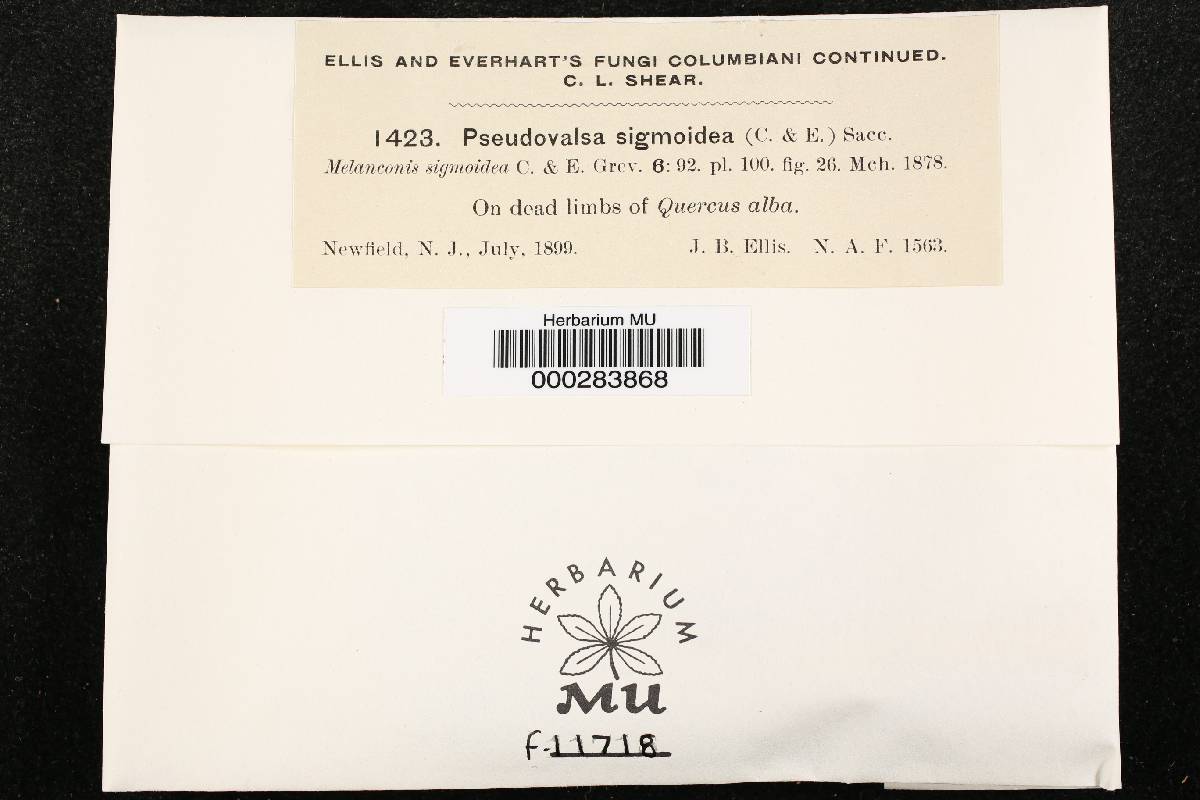 ELLIS AND EVERHART'S FUNGI COLUMBIANI CONTINUED.
C. L. SHEAR.
1423. Pseudovalsa sigmoidea (C. & E.) Sacc.
Melanconis sigmoidea C. & E. Grev. 6: 92. pl. 100. fig. 26. Mch. 1878.
On dead limbs of Quercus alba.
Newfield, N. J., July, 1899. J. B. Ellis. N. A. F. 1563.
Herbarium MU
000283868
HERBARIUM
MU
F-11718